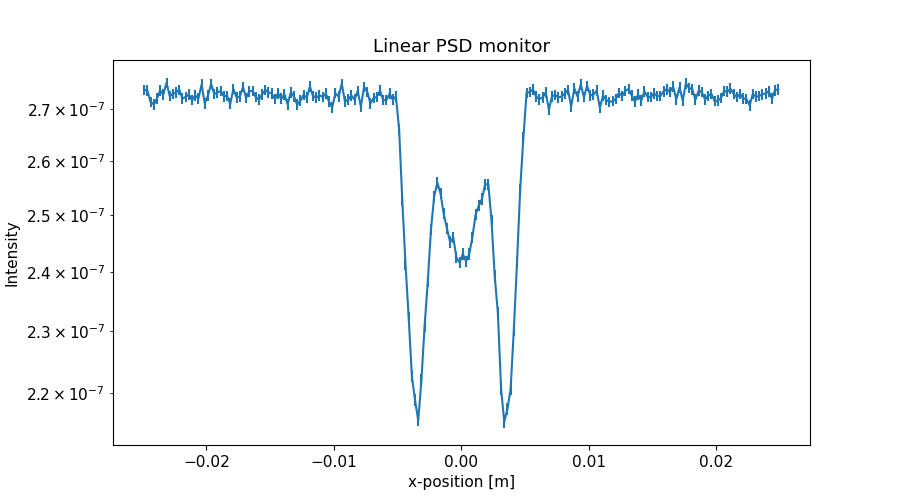 Linear PSD monitor
Intensity
2.7 × 10⁻⁷
2.6 × 10⁻⁷
2.5 × 10⁻⁷
2.4 × 10⁻⁷
2.3 × 10⁻⁷
2.2 × 10⁻⁷
−0.02 −0.01 0.00 0.01 0.02
x-position [m]